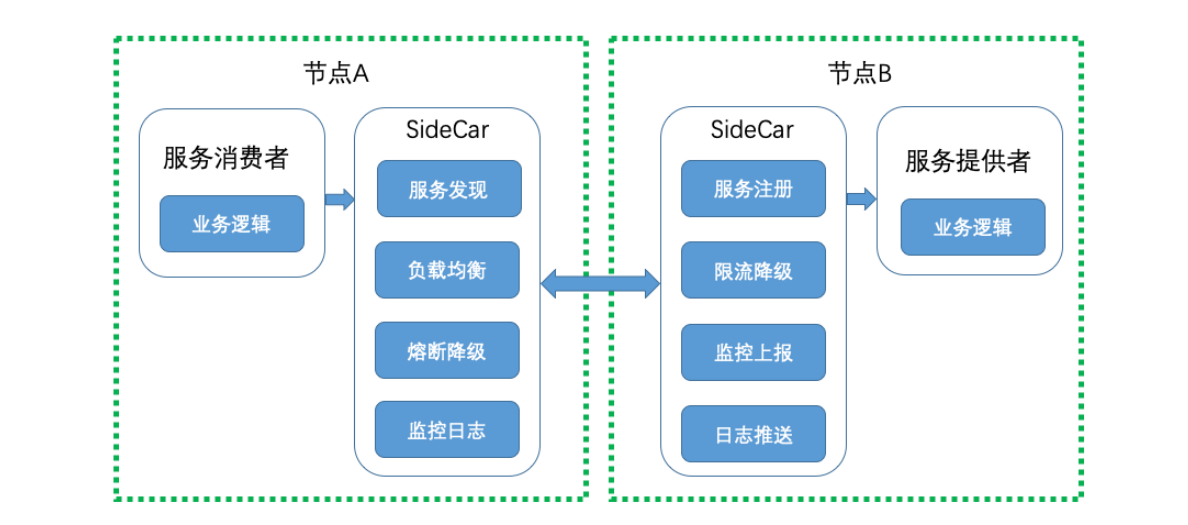 节点A
服务消费者
业务逻辑
SideCar
服务发现
负载均衡
熔断降级
监控日志
节点B
SideCar
服务注册
限流降级
监控上报
日志推送
服务提供者
业务逻辑